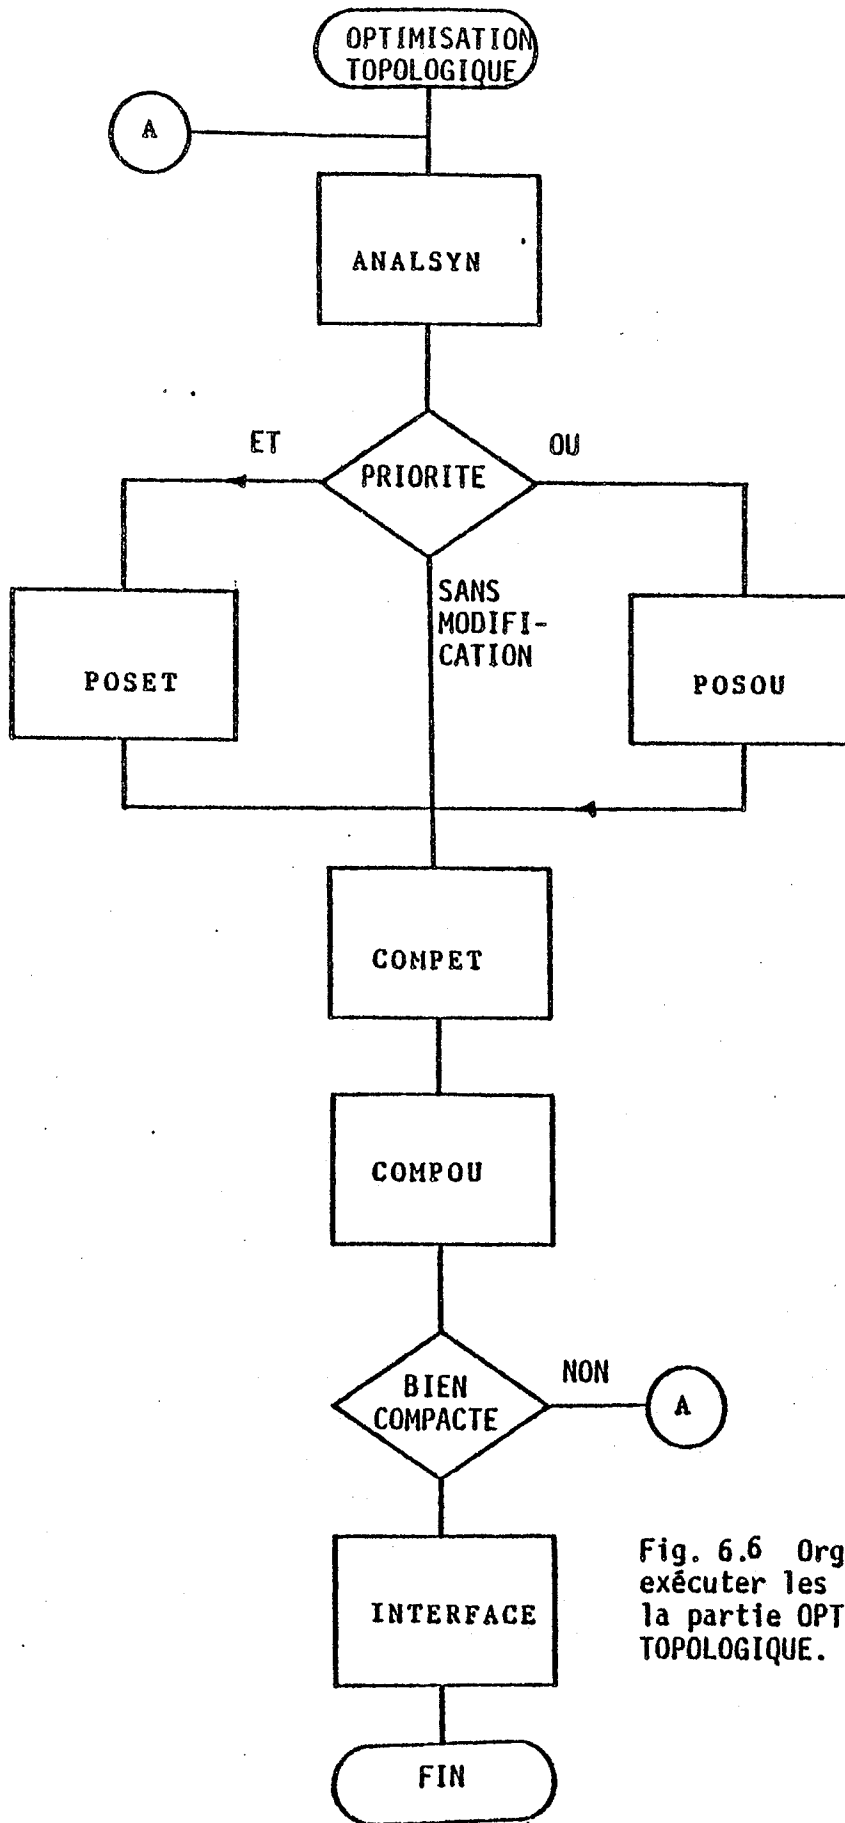 OPTIMISATION
TOPOLOGIQUE
A
ANALSYN
ET
OU
PRIORITE
SANS
MODIFI-
CATION
POSET
POSOU
COMPET
COMPOU
BIEN
COMPACTE
NON
A
Fig. 6.6 Org
exécuter les
la partie OPT
TOPOLOGIQUE.
INTERFACE
FIN